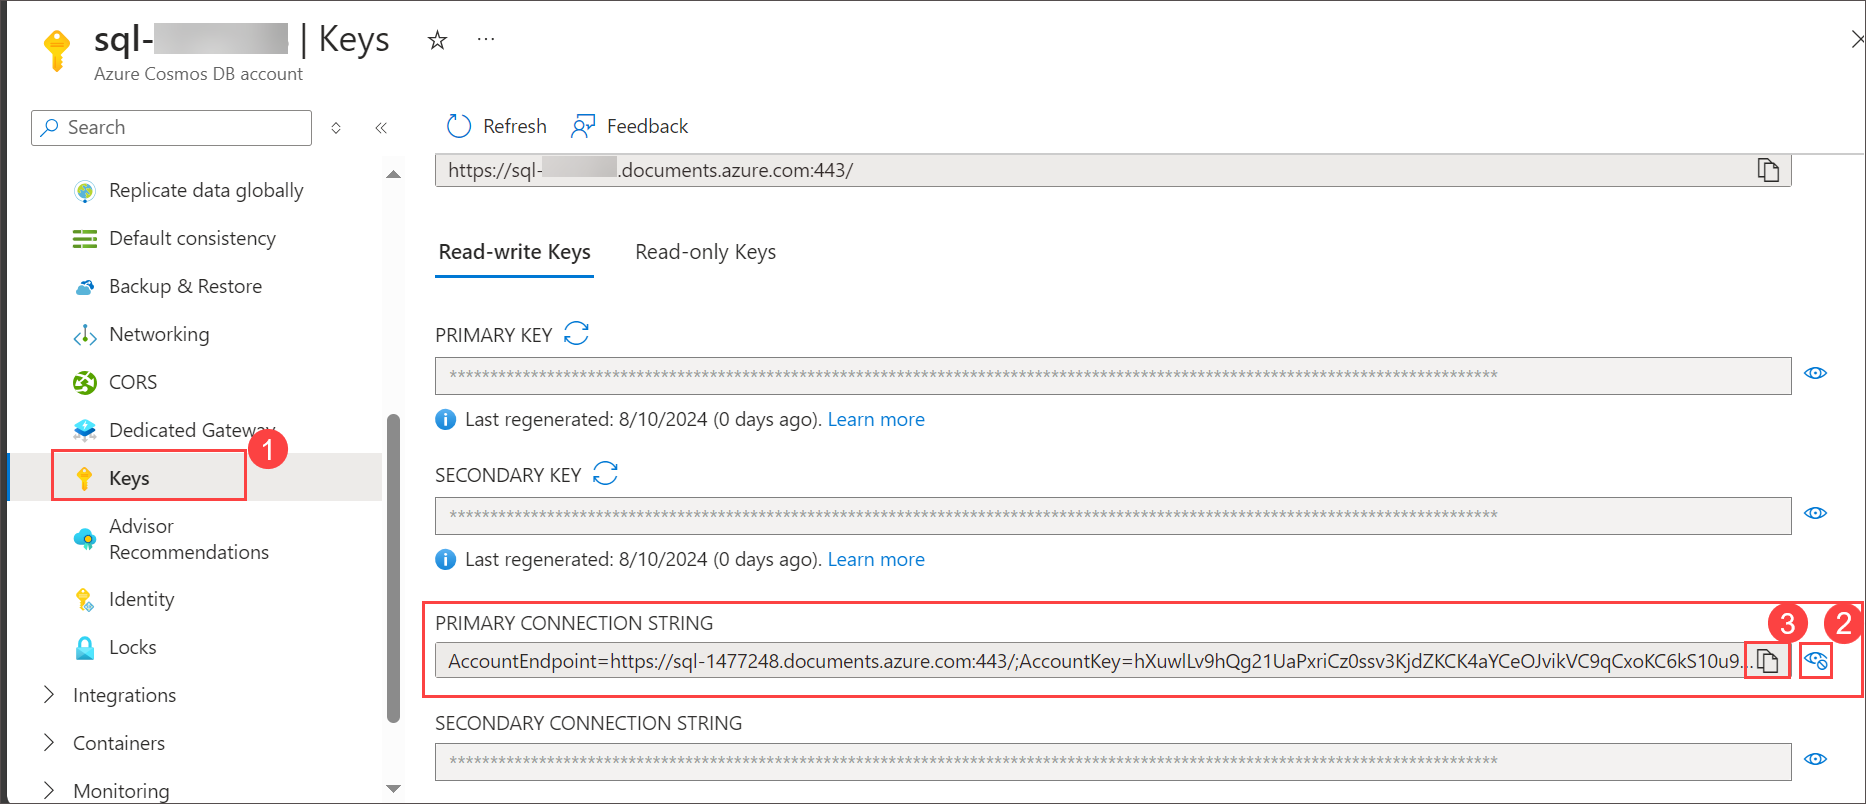 sql- | Keys
Azure Cosmos DB account
Search
Refresh
Feedback
https://sql- .documents.azure.com:443/
Replicate data globally
Default consistency
Backup & Restore
Networking
CORS
Dedicated Gateway
1
Keys
Advisor
Recommendations
Identity
Locks
Integrations
Containers
Monitoring
Read-write Keys
Read-only Keys
PRIMARY KEY
Last regenerated: 8/10/2024 (0 days ago). Learn more
SECONDARY KEY
Last regenerated: 8/10/2024 (0 days ago). Learn more
PRIMARY CONNECTION STRING
3
2
AccountEndpoint=https://sql-1477248.documents.azure.com:443/;AccountKey=hXuwlLv9hQg21UaPxriCz0ssv3KjdZKCK4aYCeOJvikVC9qCxoKC6kS10u9...
SECONDARY CONNECTION STRING